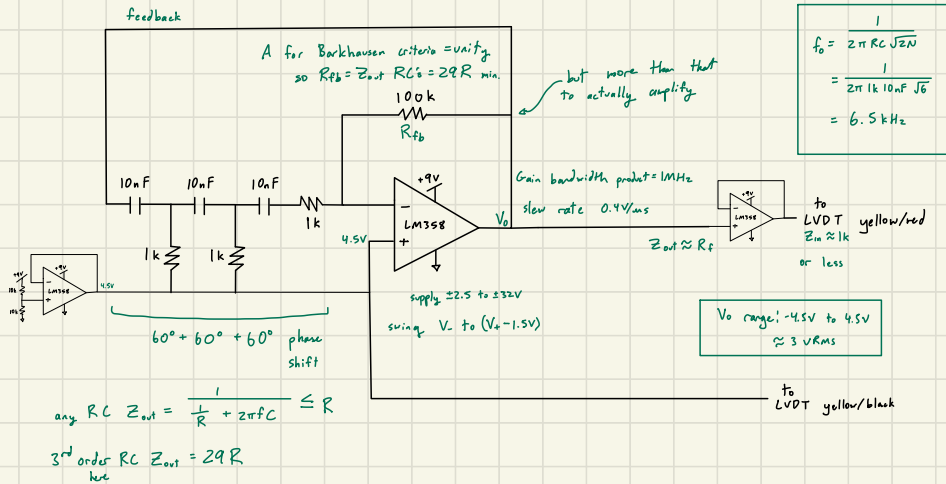 feedback
A for Barkhausen criteria = unity
so Rfb = Zout RC's = 29R min.
but more than that
to actually amplify
100k
Rfb
f₀ = 1 / 2π RC √2N
= 1 / 2π 1k 10nF √6
= 6.5 kHz
10nF 10nF 10nF
1k
1k 1k
+9V
−
LM358
+
4.5V
V₀
Gain bandwidth product = 1MHz
slew rate 0.4V/μs
Zout ≈ Rf
+9V
−
LM358
+
to
LVDT yellow/red
Zin ≈ 1k
or less
+9V
10k
10k
+9V
−
LM358
+
4.5V
60° + 60° + 60° phase
shift
supply ±2.5 to ±32V
swing V- to (V+ -1.5V)
V₀ range: -4.5V to 4.5V
≈ 3 VRMS
to
LVDT yellow/black
any RC Zout = 1 / (1/R + 2πfC) ≤ R
3rd order RC Zout = 29R
here